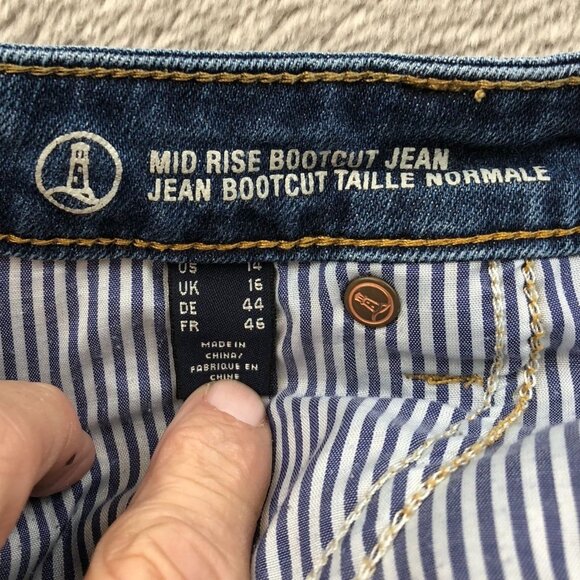 MID RISE BOOTCUT JEAN
JEAN BOOTCUT TAILLE NORMALE
US 14
UK 16
DE 44
FR 46
MADE IN
CHINA/
FABRIQUE EN
CHINE